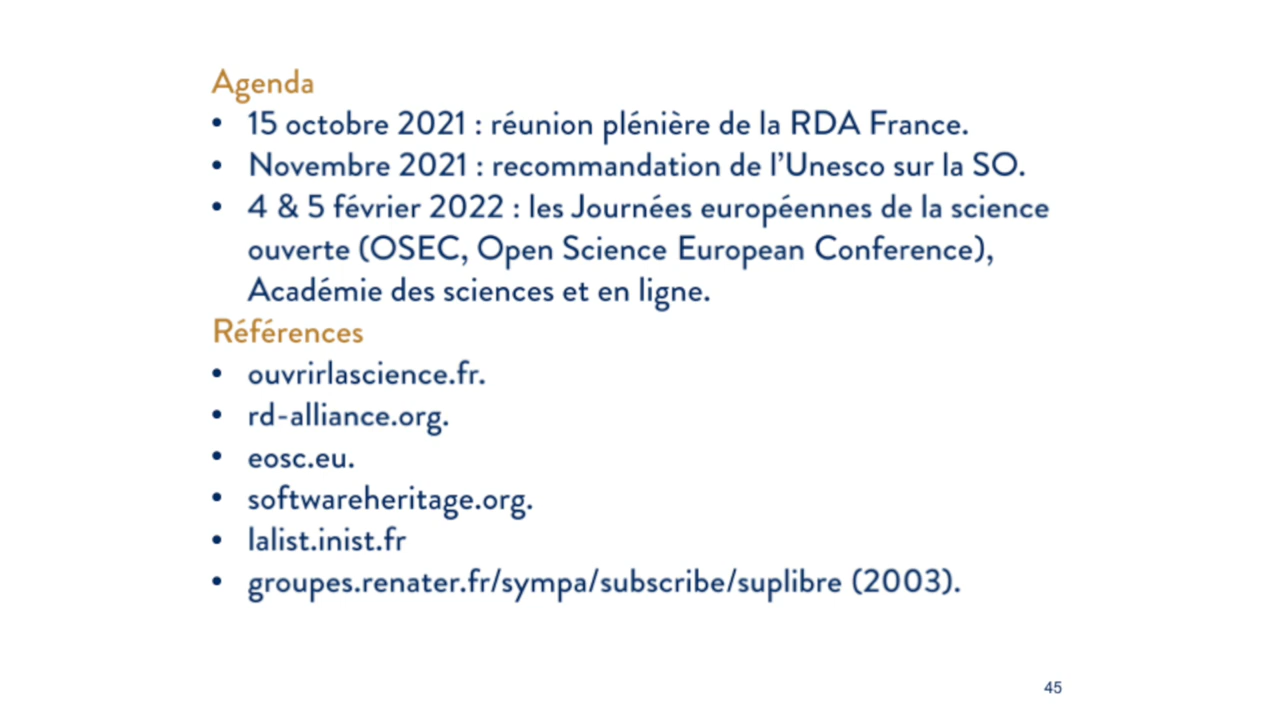 Agenda
• 15 octobre 2021 : réunion plénière de la RDA France.
• Novembre 2021 : recommandation de l’Unesco sur la SO.
• 4 & 5 février 2022 : les Journées européennes de la science
ouverte (OSEC, Open Science European Conference),
Académie des sciences et en ligne.
Références
• ouvrirlascience.fr.
• rd-alliance.org.
• eosc.eu.
• softwareheritage.org.
• lalist.inist.fr
• groupes.renater.fr/sympa/subscribe/suplibre (2003).
45